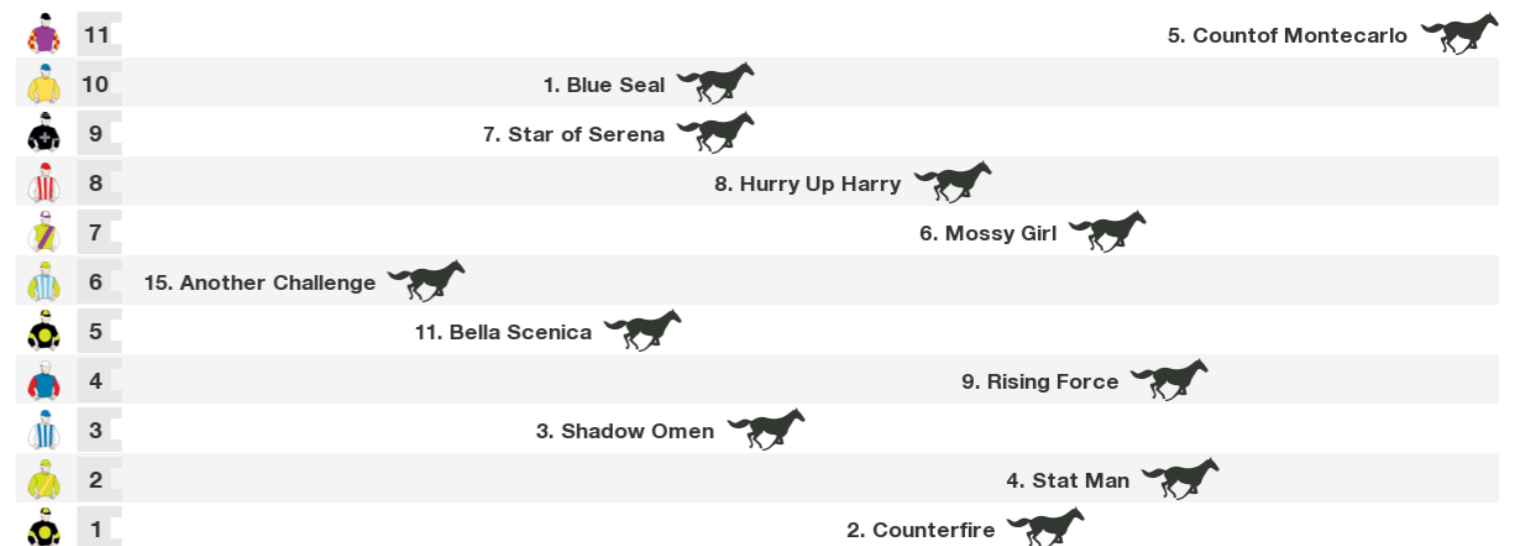 11 5. Countof Montecarlo
10 1. Blue Seal
9 7. Star of Serena
8 8. Hurry Up Harry
7 6. Mossy Girl
6 15. Another Challenge
5 11. Bella Scenica
4 9. Rising Force
3 3. Shadow Omen
2 4. Stat Man
1 2. Counterfire